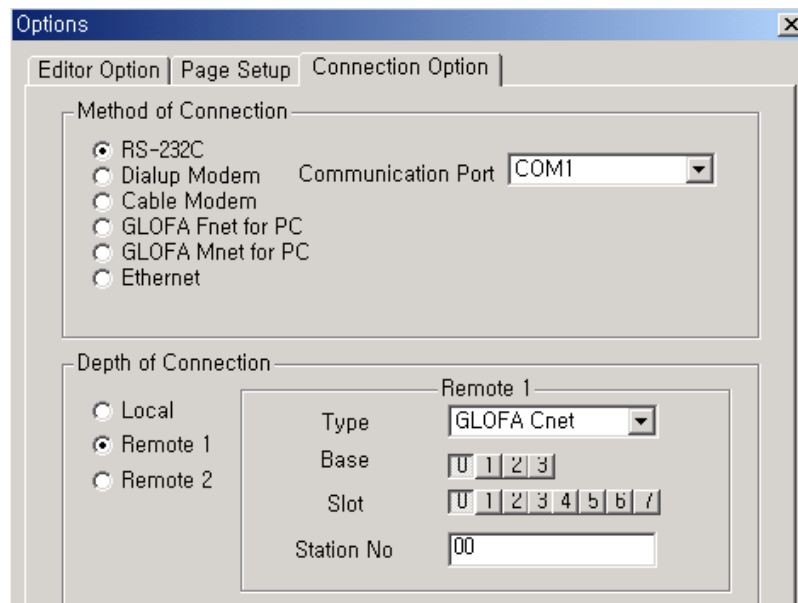 Options
Editor Option Page Setup Connection Option
Method of Connection
RS-232C
Dialup Modem
Communication Port COM1
Cable Modem
GLOFA Fnet for PC
GLOFA Mnet for PC
Ethernet
Depth of Connection
Local
Remote 1
Remote 2
Remote 1
Type GLOFA Cnet
Base 0 1 2 3
Slot 0 1 2 3 4 5 6 7
Station No 00